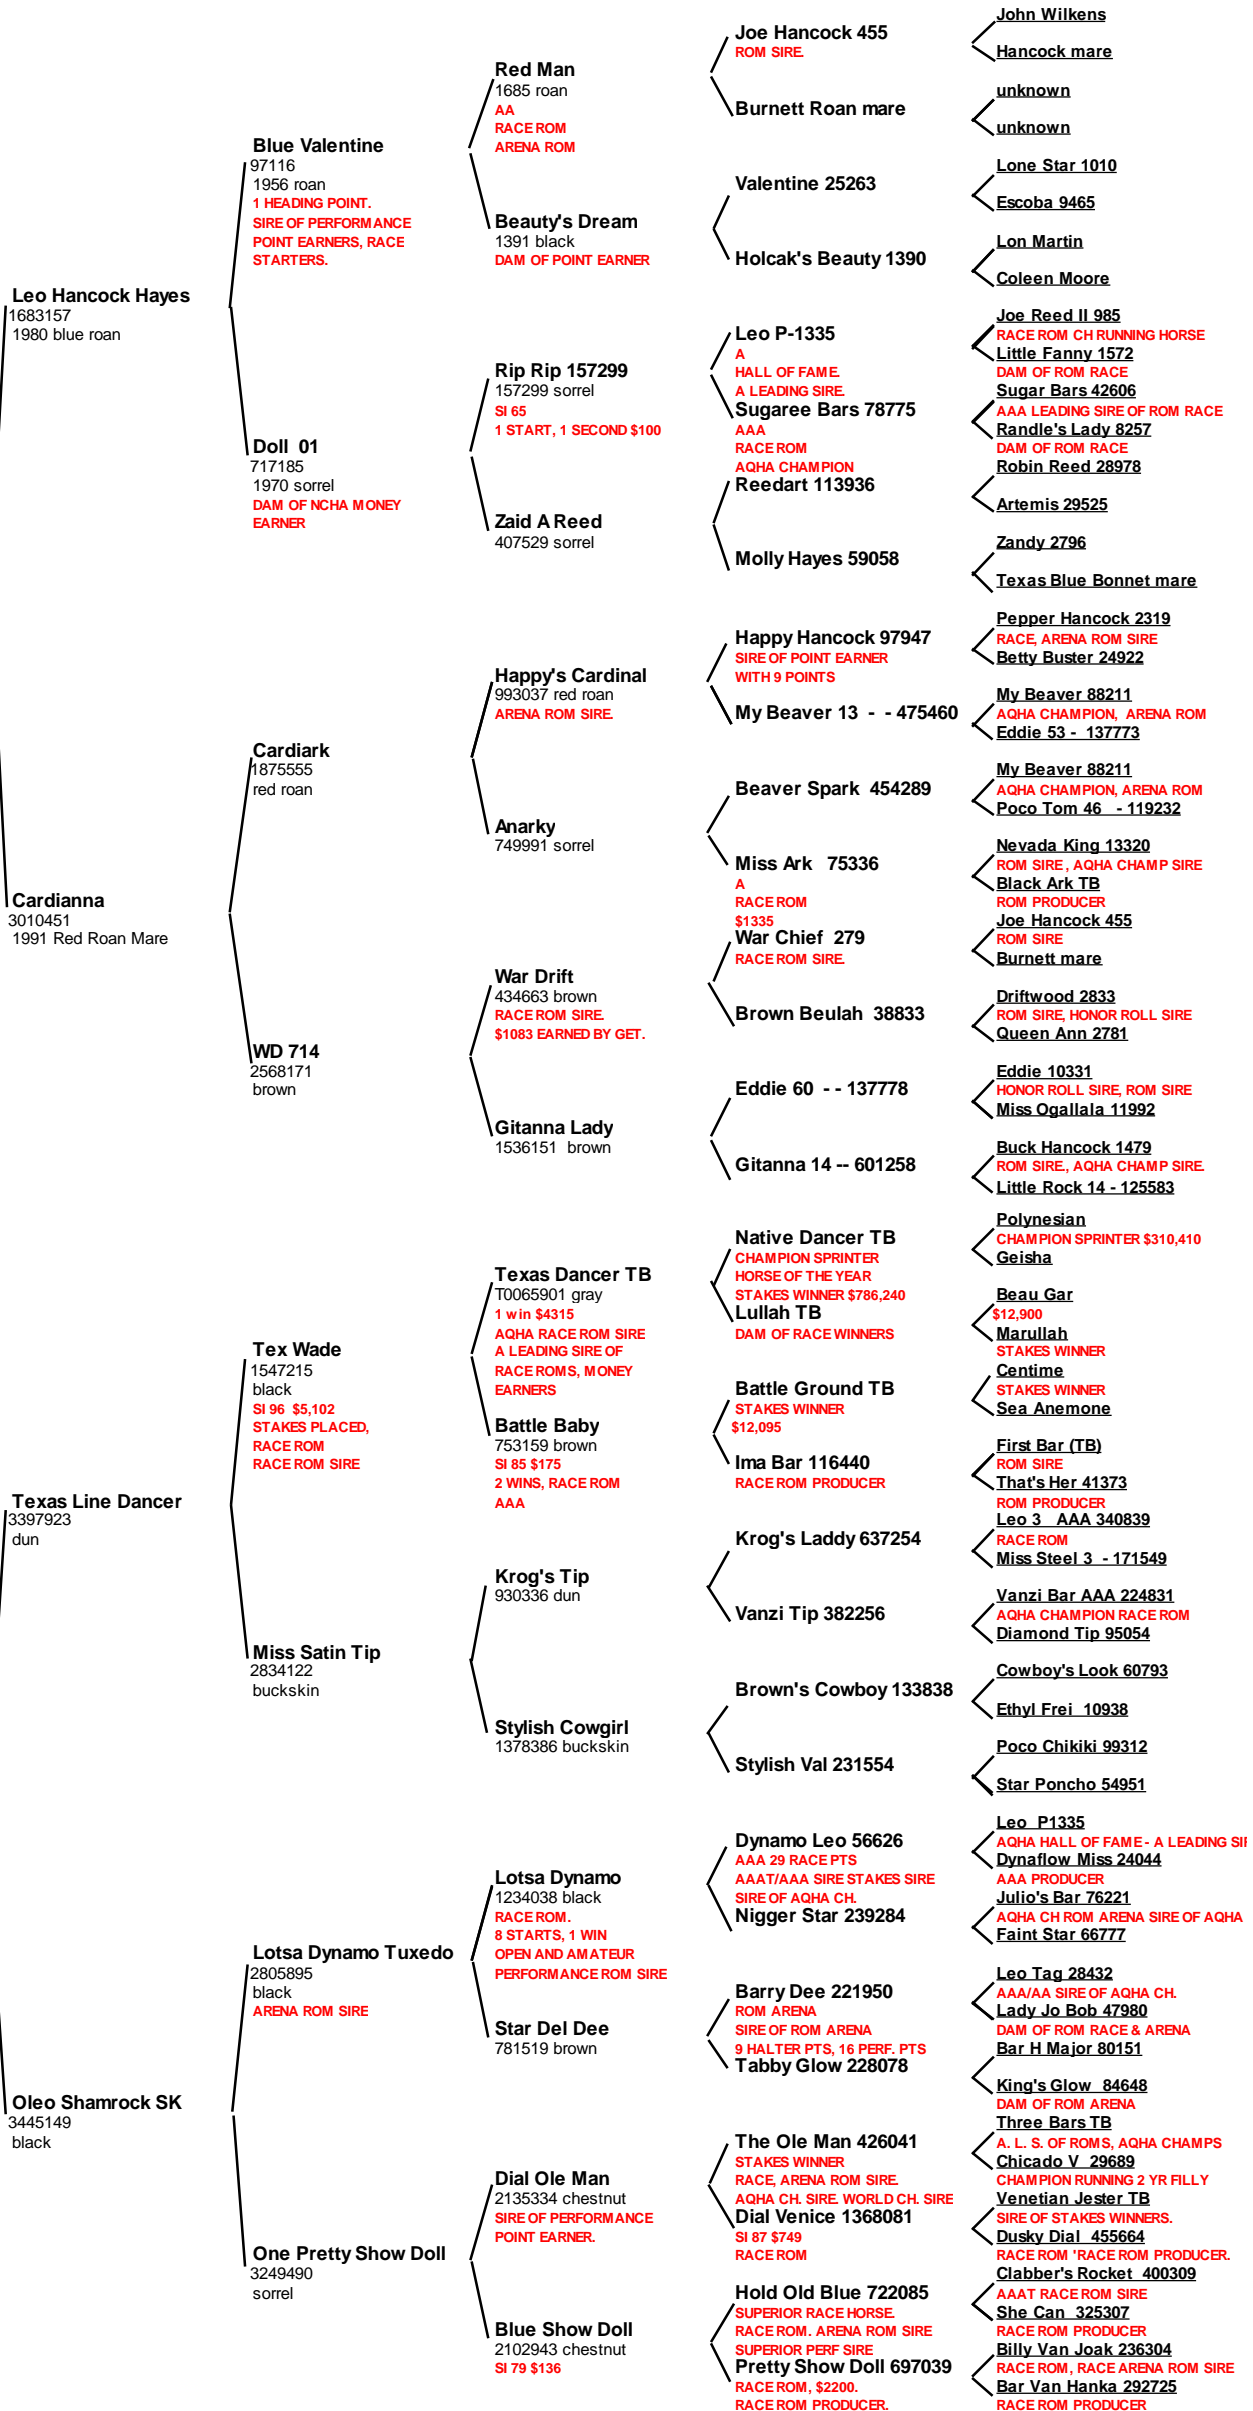 Leo Hancock Hayes
1683157
1980 blue roan
Cardianna
3010451
1991 Red Roan Mare
Texas Line Dancer
3397923
dun
Oleo Shamrock SK
3445149
black
Blue Valentine
97116
1956 roan
1 HEADING POINT.
SIRE OF PERFORMANCE
POINT EARNERS, RACE
STARTERS.
Doll 01
717185
1970 sorrel
DAM OF NCHA MONEY
EARNER
Cardiark
1875555
red roan
WD 714
2568171
brown
Tex Wade
1547215
black
SI 96 $5,102
STAKES PLACED,
RACE ROM
RACE ROM SIRE
Miss Satin Tip
2834122
buckskin
Lotsa Dynamo Tuxedo
2805895
black
ARENA ROM SIRE
One Pretty Show Doll
3249490
sorrel
Red Man
1685 roan
AA
RACE ROM
ARENA ROM
Beauty's Dream
1391 black
DAM OF POINT EARNER
Rip Rip 157299
157299 sorrel
SI 65
1 START, 1 SECOND $100
Zaid A Reed
407529 sorrel
Happy's Cardinal
993037 red roan
ARENA ROM SIRE.
Anarky
749991 sorrel
War Drift
434663 brown
RACE ROM SIRE.
$1083 EARNED BY GET.
Gitanna Lady
1536151 brown
Texas Dancer TB
T0065901 gray
1 win $4315
AQHA RACE ROM SIRE
A LEADING SIRE OF
RACE ROMS, MONEY
EARNERS
Battle Baby
753159 brown
SI 85 $175
2 WINS, RACE ROM
AAA
Krog's Tip
930336 dun
Stylish Cowgirl
1378386 buckskin
Lotsa Dynamo
1234038 black
RACE ROM.
8 STARTS, 1 WIN
OPEN AND AMATEUR
PERFORMANCE ROM SIRE
Star Del Dee
781519 brown
Dial Ole Man
2135334 chestnut
SIRE OF PERFORMANCE
POINT EARNER.
Blue Show Doll
2102943 chestnut
SI 79 $136
Joe Hancock 455
ROM SIRE.
Burnett Roan mare
Valentine 25263
Holcak's Beauty 1390
Leo P-1335
A
HALL OF FAME.
A LEADING SIRE.
Sugaree Bars 78775
AAA
RACE ROM
AQHA CHAMPION
Reedart 113936
Molly Hayes 59058
Happy Hancock 97947
SIRE OF POINT EARNER
WITH 9 POINTS
My Beaver 13 - - 475460
Beaver Spark 454289
Miss Ark 75336
A
RACE ROM
$1335
War Chief 279
RACE ROM SIRE.
Brown Beulah 38833
Eddie 60 - - 137778
Gitanna 14 -- 601258
Native Dancer TB
CHAMPION SPRINTER
HORSE OF THE YEAR
STAKES WINNER $786,240
Lullah TB
DAM OF RACE WINNERS
Battle Ground TB
STAKES WINNER
$12,095
Ima Bar 116440
RACE ROM PRODUCER
Krog's Laddy 637254
Vanzi Tip 382256
Brown's Cowboy 133838
Stylish Val 231554
Dynamo Leo 56626
AAA 29 RACE PTS
AAAT/AAA SIRE STAKES SIRE
SIRE OF AQHA CH.
Nigger Star 239284
Barry Dee 221950
ROM ARENA
SIRE OF ROM ARENA
9 HALTER PTS, 16 PERF. PTS
Tabby Glow 228078
The Ole Man 426041
STAKES WINNER
RACE, ARENA ROM SIRE.
AQHA CH. SIRE. WORLD CH. SIRE
Dial Venice 1368081
SI 87 $749
RACE ROM
Hold Old Blue 722085
SUPERIOR RACE HORSE.
RACE ROM. ARENA ROM SIRE
SUPERIOR PERF SIRE
Pretty Show Doll 697039
RACE ROM, $2200.
RACE ROM PRODUCER.
John Wilkens
Hancock mare
unknown
unknown
Lone Star 1010
Escoba 9465
Lon Martin
Coleen Moore
Joe Reed II 985
RACE ROM CH RUNNING HORSE
Little Fanny 1572
DAM OF ROM RACE
Sugar Bars 42606
AAA LEADING SIRE OF ROM RACE
Randle's Lady 8257
DAM OF ROM RACE
Robin Reed 28978
Artemis 29525
Zandy 2796
Texas Blue Bonnet mare
Pepper Hancock 2319
RACE, ARENA ROM SIRE
Betty Buster 24922
My Beaver 88211
AQHA CHAMPION, ARENA ROM
Eddie 53 - 137773
My Beaver 88211
AQHA CHAMPION, ARENA ROM
Poco Tom 46 - 119232
Nevada King 13320
ROM SIRE , AQHA CHAMP SIRE
Black Ark TB
ROM PRODUCER
Joe Hancock 455
ROM SIRE
Burnett mare
Driftwood 2833
ROM SIRE, HONOR ROLL SIRE
Queen Ann 2781
Eddie 10331
HONOR ROLL SIRE, ROM SIRE
Miss Ogallala 11992
Buck Hancock 1479
ROM SIRE., AQHA CHAMP SIRE.
Little Rock 14 - 125583
Polynesian
CHAMPION SPRINTER $310,410
Geisha
Beau Gar
$12,900
Marullah
STAKES WINNER
Centime
STAKES WINNER
Sea Anemone
First Bar (TB)
ROM SIRE
That's Her 41373
ROM PRODUCER
Leo 3 AAA 340839
RACE ROM
Miss Steel 3 - 171549
Vanzi Bar AAA 224831
AQHA CHAMPION RACE ROM
Diamond Tip 95054
Cowboy's Look 60793
Ethyl Frei 10938
Poco Chikiki 99312
Star Poncho 54951
Leo P1335
AQHA HALL OF FAME - A LEADING SIR
Dynaflow Miss 24044
AAA PRODUCER
Julio's Bar 76221
AQHA CH ROM ARENA SIRE OF AQHA
Faint Star 66777
Leo Tag 28432
AAA/AA SIRE OF AQHA CH.
Lady Jo Bob 47980
DAM OF ROM RACE & ARENA
Bar H Major 80151
King's Glow 84648
DAM OF ROM ARENA
Three Bars TB
A. L. S. OF ROMS, AQHA CHAMPS
Chicado V 29689
CHAMPION RUNNING 2 YR FILLY
Venetian Jester TB
SIRE OF STAKES WINNERS.
Dusky Dial 455664
RACE ROM 'RACE ROM PRODUCER.
Clabber's Rocket 400309
AAAT RACE ROM SIRE
She Can 325307
RACE ROM PRODUCER
Billy Van Joak 236304
RACE ROM, RACE ARENA ROM SIRE
Bar Van Hanka 292725
RACE ROM PRODUCER